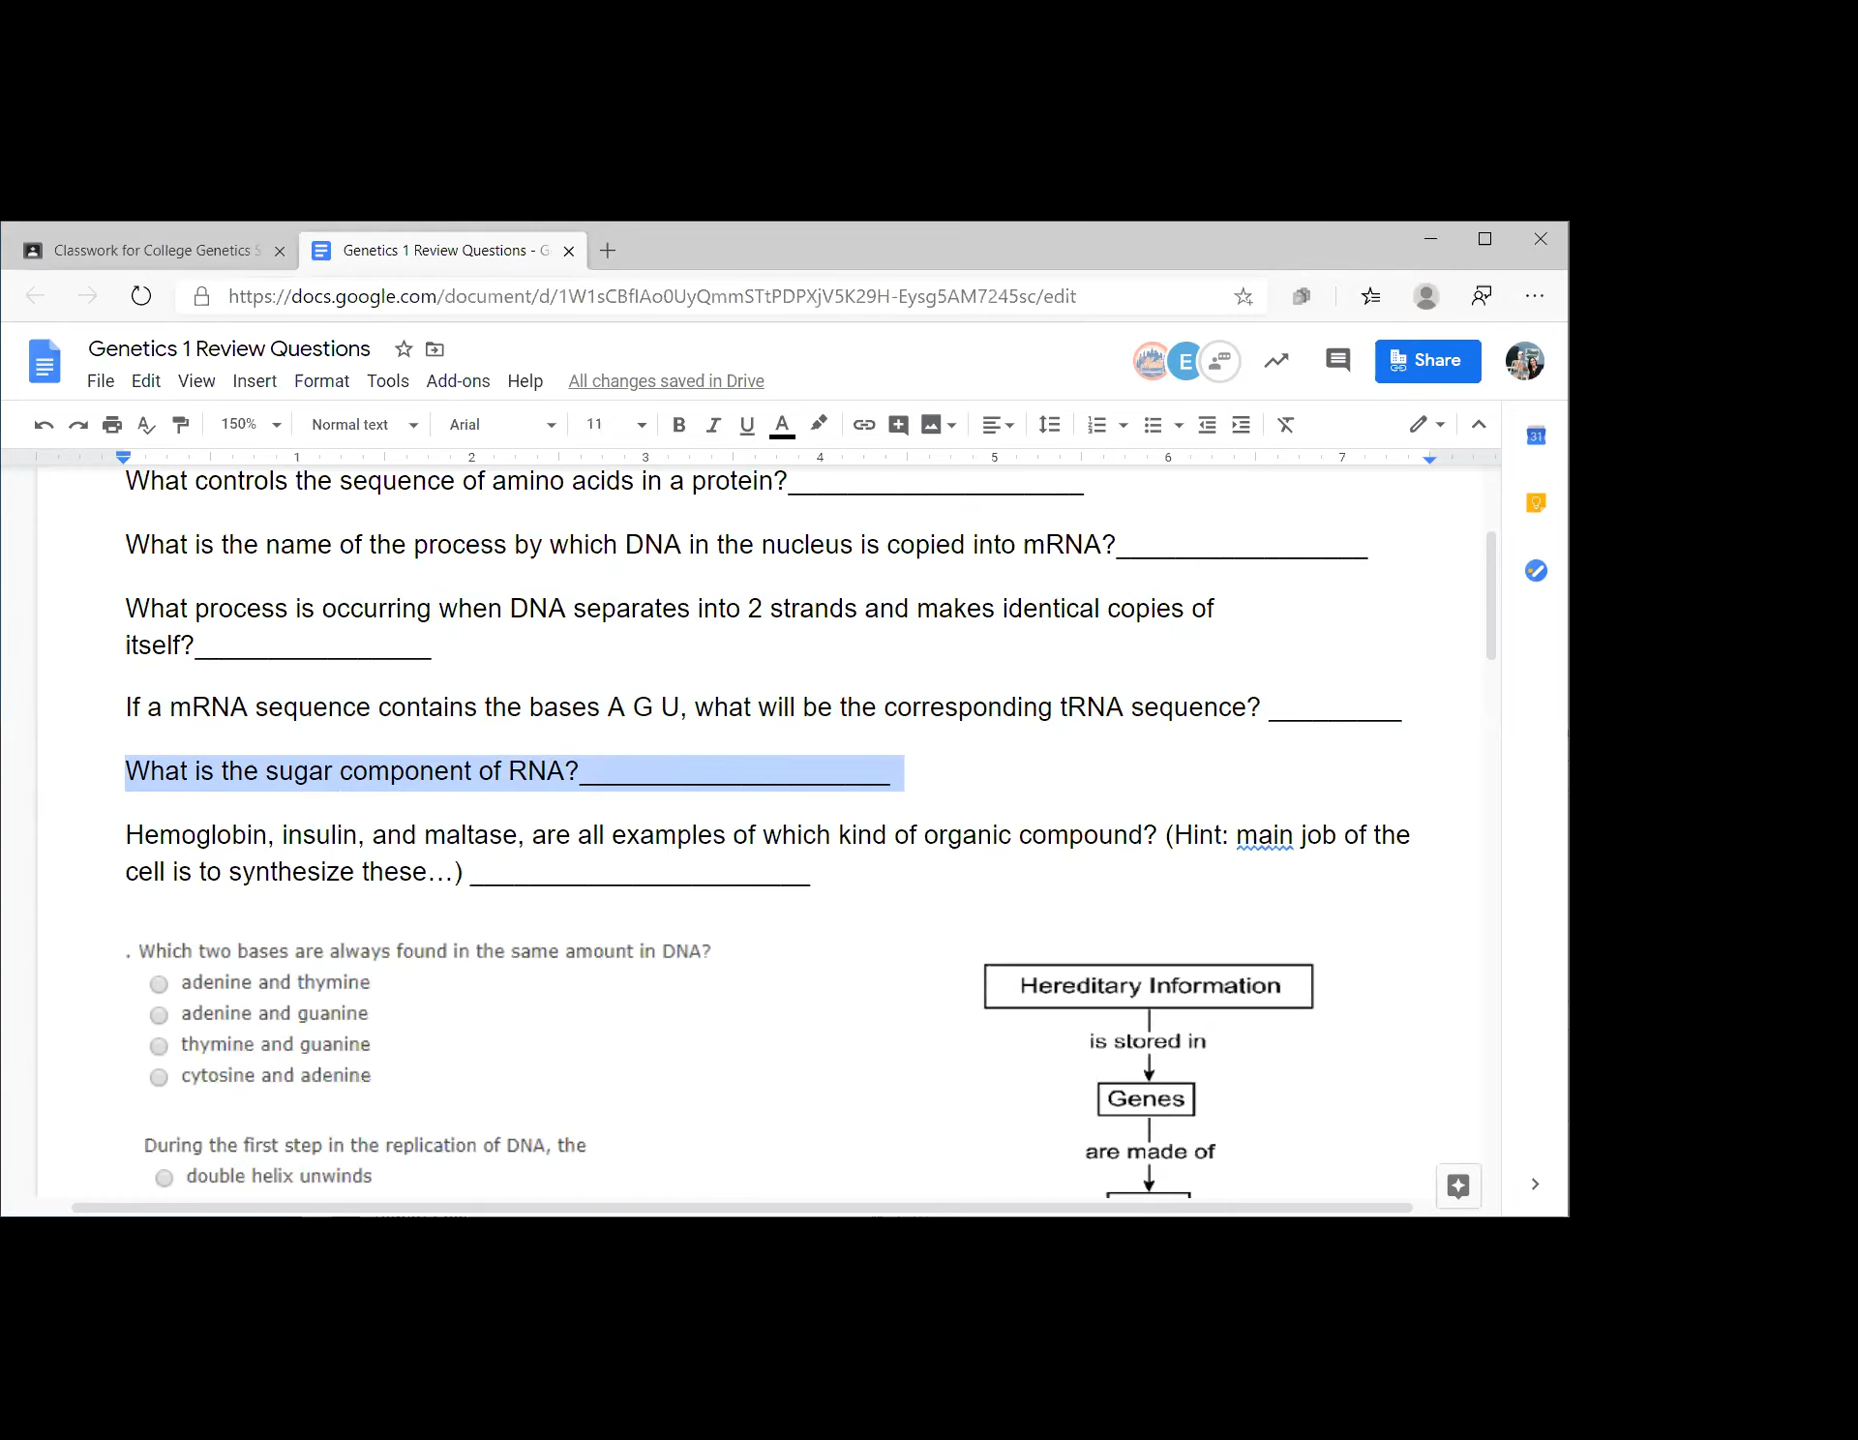 Classwork for College Genetics S
Genetics 1 Review Questions - G
https://docs.google.com/document/d/1W1sCBfIAo0UyQmmSTtPDPXjV5K29H-Eysg5AM7245sc/edit
Genetics 1 Review Questions
E
Share
File Edit View Insert Format Tools Add-ons Help All changes saved in Drive
150% Normal text Arial 11 B I U A
31
1 2 3 4 5 6 7
What controls the sequence of amino acids in a protein?____________________
What is the name of the process by which DNA in the nucleus is copied into mRNA?_________________
What process is occurring when DNA separates into 2 strands and makes identical copies of
itself?________________
If a mRNA sequence contains the bases A G U, what will be the corresponding tRNA sequence? _________
What is the sugar component of RNA?_____________________
Hemoglobin, insulin, and maltase, are all examples of which kind of organic compound? (Hint: main job of the
cell is to synthesize these…) _______________________
. Which two bases are always found in the same amount in DNA?
adenine and thymine
adenine and guanine
thymine and guanine
cytosine and adenine
During the first step in the replication of DNA, the
double helix unwinds
Hereditary Information
is stored in
Genes
are made of